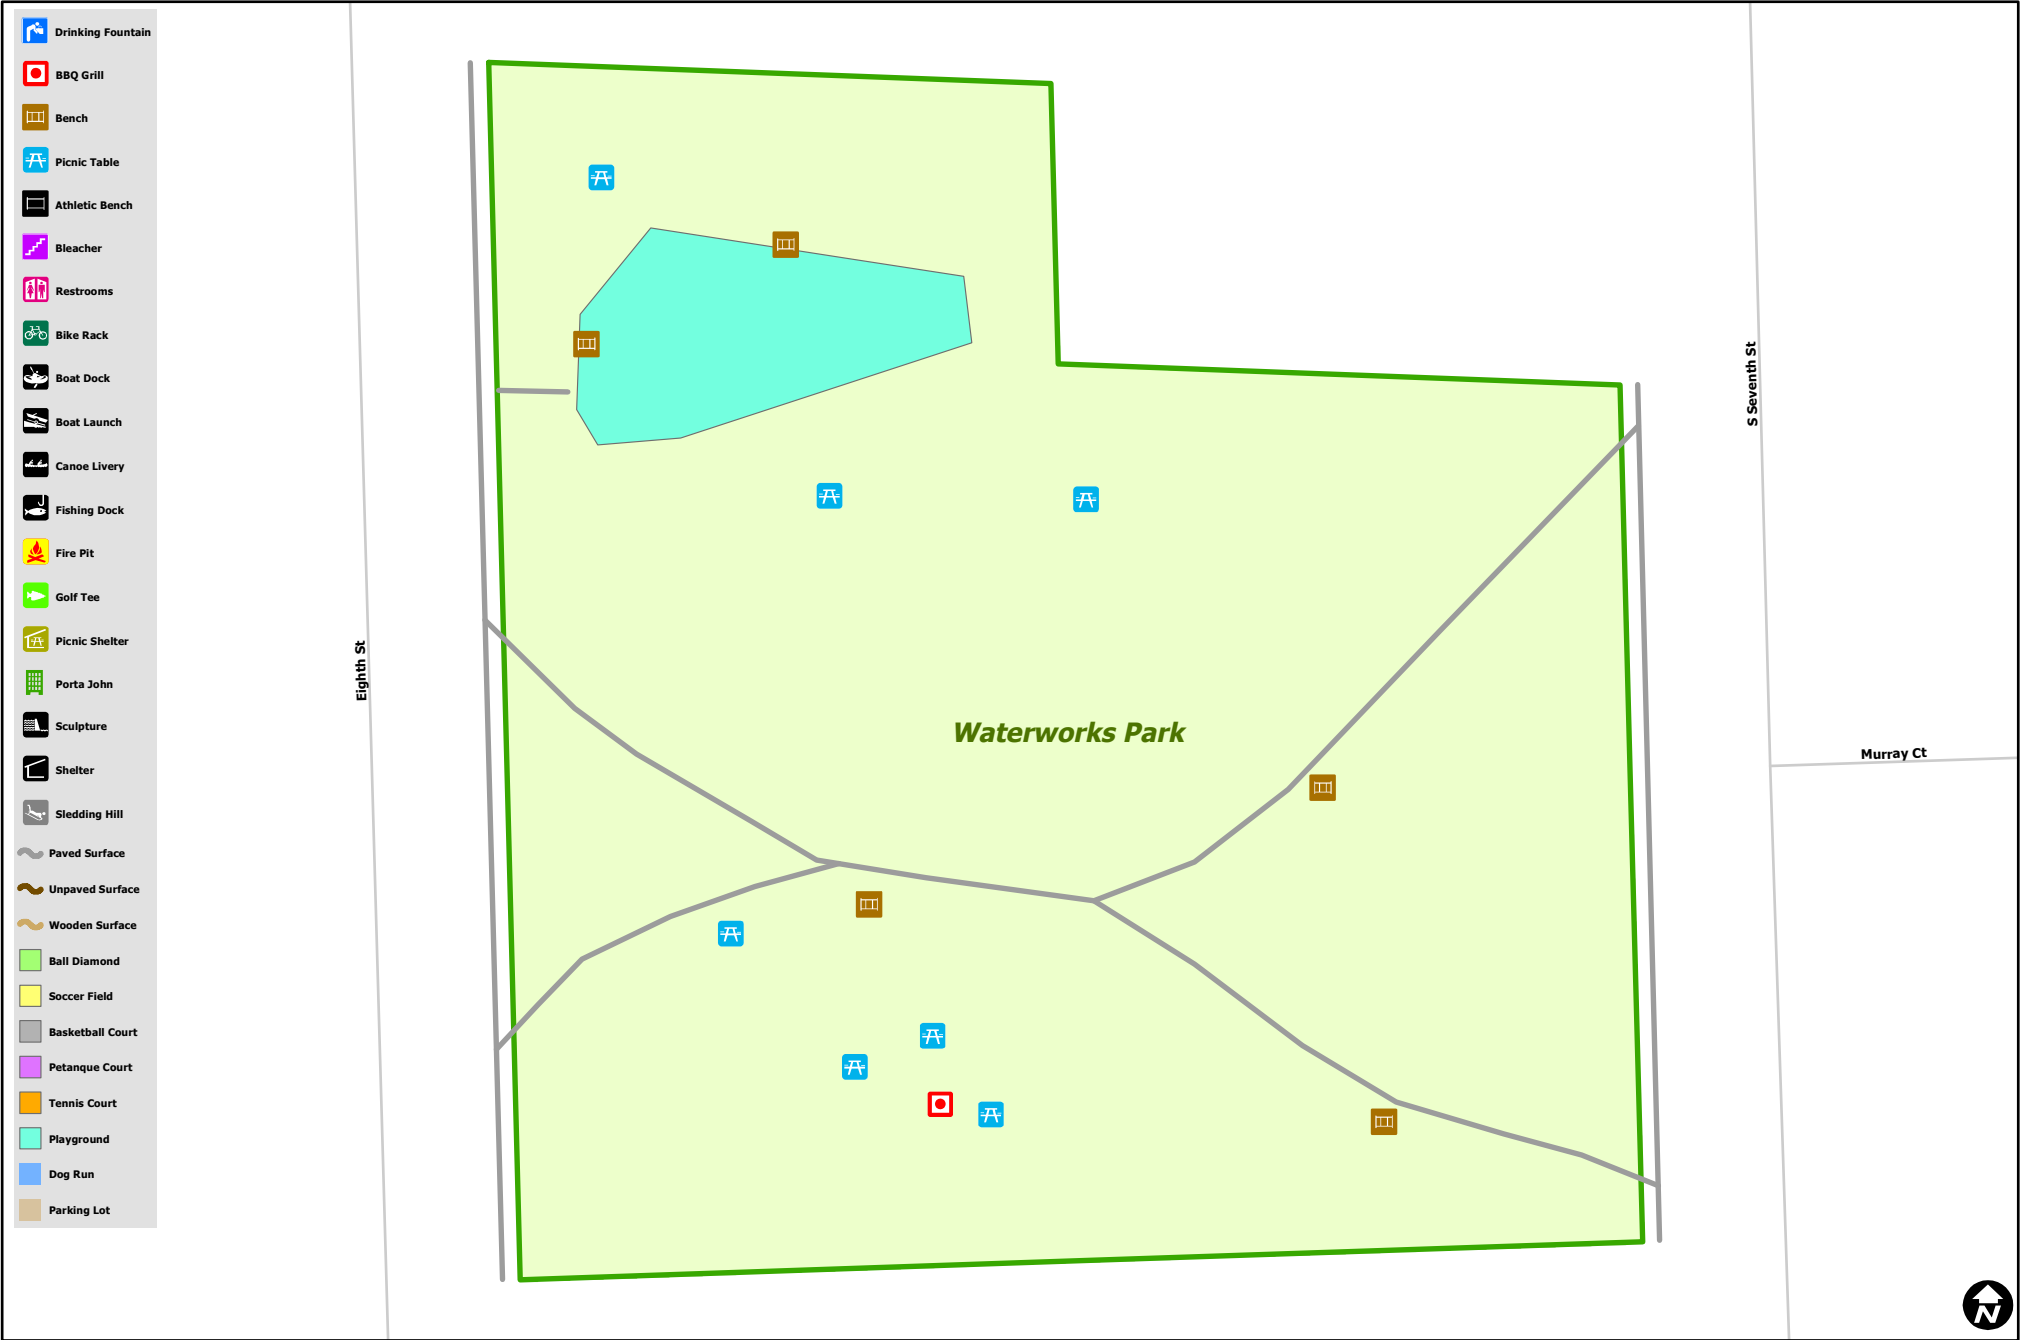 Drinking Fountain
BBQ Grill
Bench
Picnic Table
Athletic Bench
Bleacher
Restrooms
Bike Rack
Boat Dock
Boat Launch
Canoe Livery
Fishing Dock
Fire Pit
Golf Tee
Picnic Shelter
Porta John
Sculpture
Shelter
Sledding Hill
Paved Surface
Unpaved Surface
Wooden Surface
Ball Diamond
Soccer Field
Basketball Court
Petanque Court
Tennis Court
Playground
Dog Run
Parking Lot
Eighth St
Waterworks Park
S Seventh St
Murray Ct
N